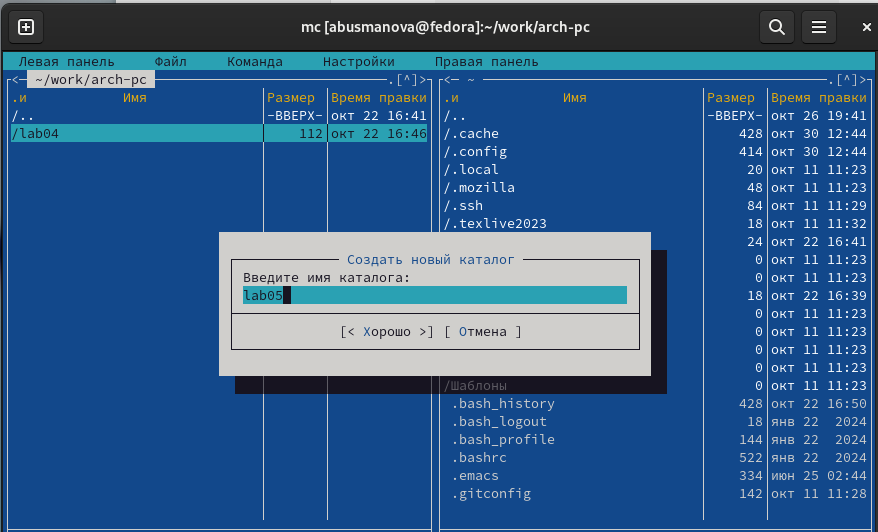 mc [abusmanova@fedora]:~/work/arch-pc
Левая панель Файл Команда Настройки Правая панель
<— ~/work/arch-pc .[^]> <— ~ .[^]>
.и Имя Размер Время правки .и Имя Размер Время правки
/.. -ВВЕРХ- окт 22 16:41 /.. -ВВЕРХ- окт 26 19:41
/lab04 112 окт 22 16:46 /.cache 428 окт 30 12:44
/.config 414 окт 30 12:44
/.local 20 окт 11 11:23
/.mozilla 48 окт 11 11:23
/.ssh 84 окт 11 11:29
/.texlive2023 18 окт 11 11:32
24 окт 22 16:41
Создать новый каталог 0 окт 11 11:23
Введите имя каталога: 0 окт 11 11:23
lab05 18 окт 22 16:39
0 окт 11 11:23
[< Хорошо >] [ Отмена ] 0 окт 11 11:23
0 окт 11 11:23
0 окт 11 11:23
/Шаблоны 0 окт 11 11:23
.bash_history 428 окт 22 16:50
.bash_logout 18 янв 22 2024
.bash_profile 144 янв 22 2024
.bashrc 522 янв 22 2024
.emacs 334 июн 25 02:44
.gitconfig 142 окт 11 11:28